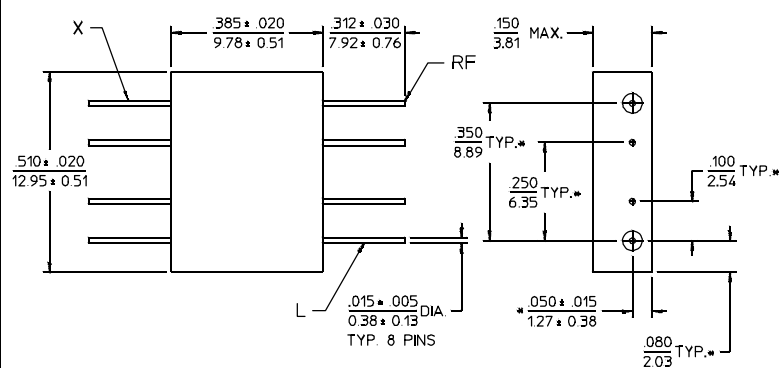 X
.385 ± .020
9.78 ± 0.51
.312 ± .030
7.92 ± 0.76
RF
.150
3.81
MAX.
.510 ± .020
12.95 ± 0.51
.350
8.89
TYP.*
.250
6.35
TYP.*
.100
2.54
TYP.*
L
.015 ± .005
0.38 ± 0.13
DIA.
TYP. 8 PINS
* .050 ± .015
1.27 ± 0.38
.080
2.03
TYP.*